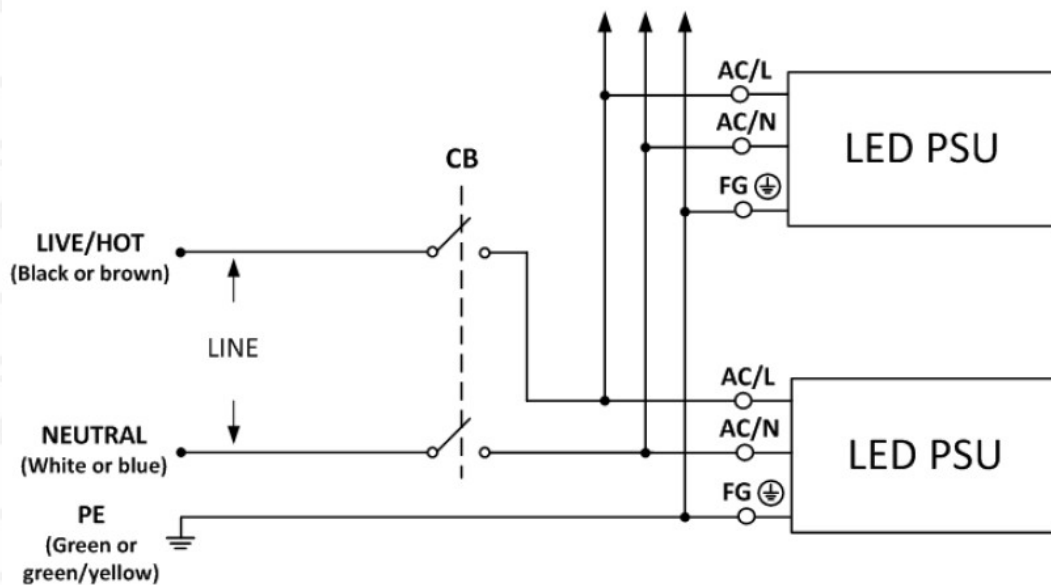 AC/L
AC/N
LED PSU
FG
CB
LIVE/HOT
(Black or brown)
LINE
AC/L
NEUTRAL
AC/N
(White or blue)
LED PSU
FG
PE
(Green or
green/yellow)